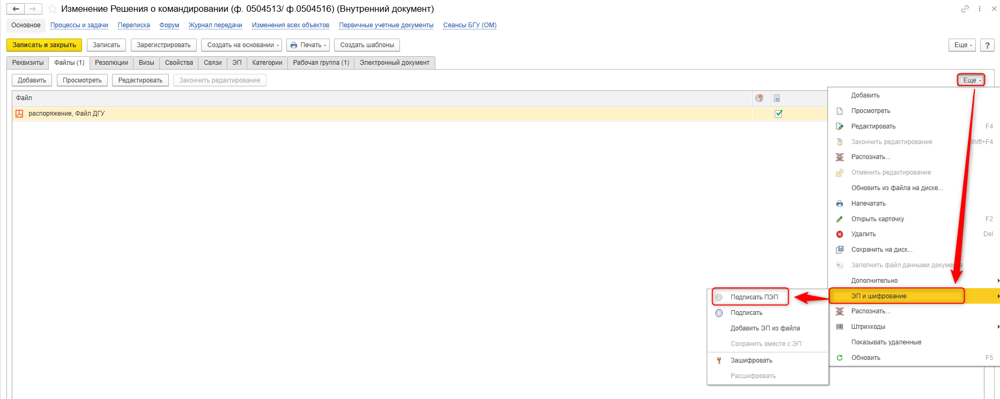 Изменение Решения о командировании (ф. 0504513/ ф.0504516) (Внутренний документ)
Основное Процессы и задачи Переписка Форум Журнал передачи Изменения всех объектов Первичные учетные документы Сеансы БГУ (ОМ)
Записать и закрыть Записать Зарегистрировать Создать на основании Печать Создать шаблоны Еще ?
Реквизиты Файлы (1) Резолюции Визы Свойства Связи ЭП Категории Рабочая группа (1) Электронный документ
Добавить Просмотреть Редактировать Закончить редактирование Еще
Файл
распоряжение, Файл ДГУ
Добавить
Просмотреть
Редактировать F4
Закончить редактирование Shift+F4
Распознать...
Отменить редактирование
Обновить из файла на диске...
Напечатать
Открыть карточку F2
Удалить Del
Сохранить на диск...
Заполнить файл данными документа
Дополнительно
ЭП и шифрование
Распознать...
Штрихкоды
Показывать удаленные
Обновить F5
Подписать ПЭП
Подписать
Добавить ЭП из файла
Сохранить вместе с ЭП
Зашифровать
Расшифровать